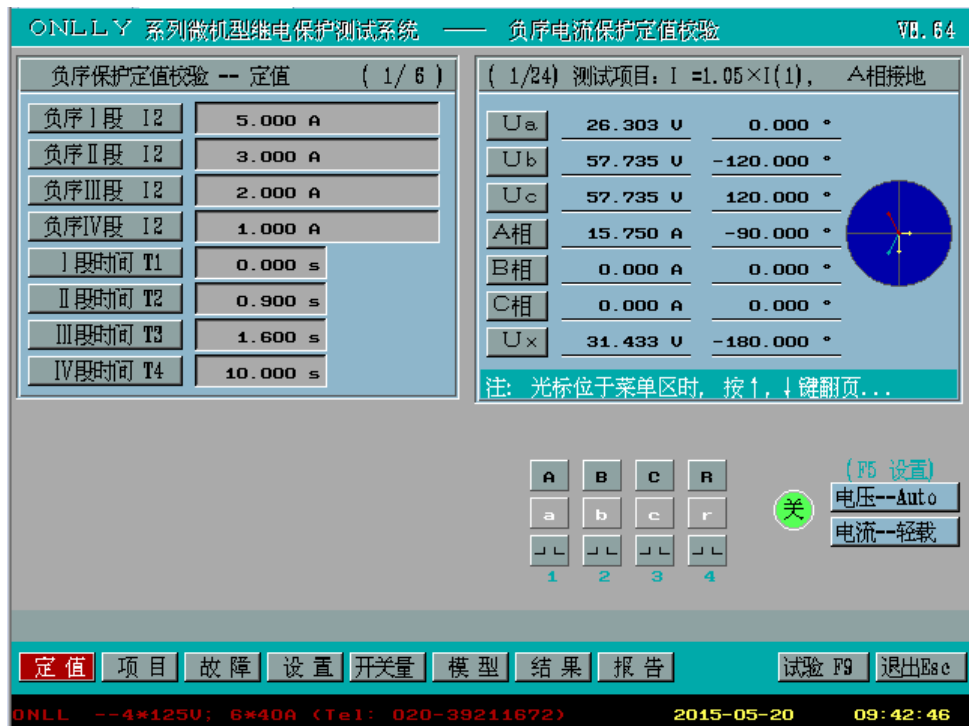 ONLLY 系列微机型继电保护测试系统 —— 负序电流保护定值校验 V8.64
负序保护定值校验 -- 定值 ( 1/ 6 )
负序Ⅰ段 I2 5.000 A
负序Ⅱ段 I2 3.000 A
负序Ⅲ段 I2 2.000 A
负序Ⅳ段 I2 1.000 A
Ⅰ段时间 T1 0.000 s
Ⅱ段时间 T2 0.900 s
Ⅲ段时间 T3 1.600 s
Ⅳ段时间 T4 10.000 s
( 1/24) 测试项目: I =1.05×I(1), A相接地
Ua 26.303 V 0.000 °
Ub 57.735 V -120.000 °
Uc 57.735 V 120.000 °
A相 15.750 A -90.000 °
B相 0.000 A 0.000 °
C相 0.000 A 0.000 °
Ux 31.433 V -180.000 °
注: 光标位于菜单区时, 按↑,↓键翻页...
A B C R
a b c r
1 2 3 4
关
(F5 设置)
电压--Auto
电流--轻载
定值 项目 故障 设置 开关量 模型 结果 报告 试验 F9 退出Esc
ONLL --4*125V; 6*40A (Tel: 020-39211672) 2015-05-20 09:42:46